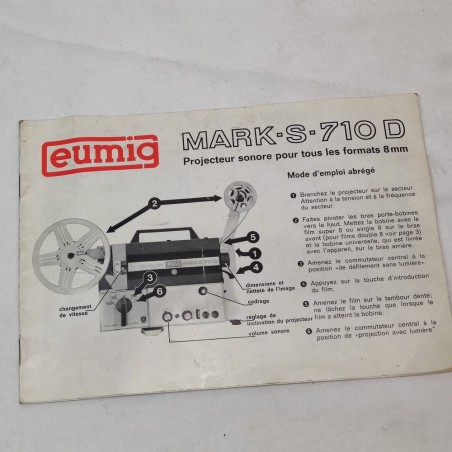 eumig
MARK-S-710 D
Projecteur sonore pour tous les formats 8mm
Mode d'emploi abrégé
1 Branchez le projecteur sur le secteur.
Attention à la tension et à la fréquence
du secteur.
2 Faites pivoter les bras porte-bobines
vers le haut. Mettez la bobine avec le
film super 8 ou single 8 sur le bras
avant (pour films double 8 voir page 3)
et la bobine universelle, qui est livrée
avec l'appareil, sur le bras arrière.
3 Amenez le commutateur central à la
position «de défilement sans lumière»
4 Appuyez sur la touche d'introduction
du film.
5 Amenez le film sur le tambour denté;
ne lâchez la touche que lorsque le
film s atteint la bobine.
6 Amenez le commutateur central à la
position de «projection avec lumière"
2
5
1
4
3
6
changement
de vitesse
dimensions et
netteté de l'image
cadrage
reglage de
inclination du projecteur
volume sonore